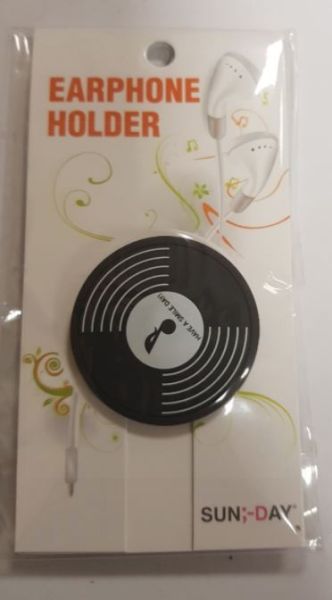 EARPHONE
HOLDER
HAVE A SMILE DAY!
SUN;-DAY